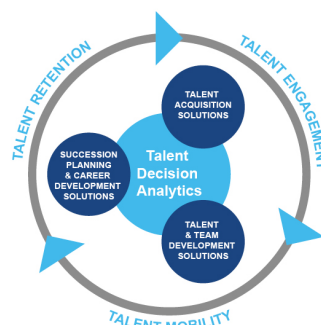 TALENT RETENTION
TALENT ENGAGEMENT
TALENT
ACQUISITION
SOLUTIONS
SUCCESSION
PLANNING
& CAREER
DEVELOPMENT
SOLUTIONS
Talent
Decision
Analytics
TALENT
& TEAM
DEVELOPMENT
SOLUTIONS
TALENT MOBILITY